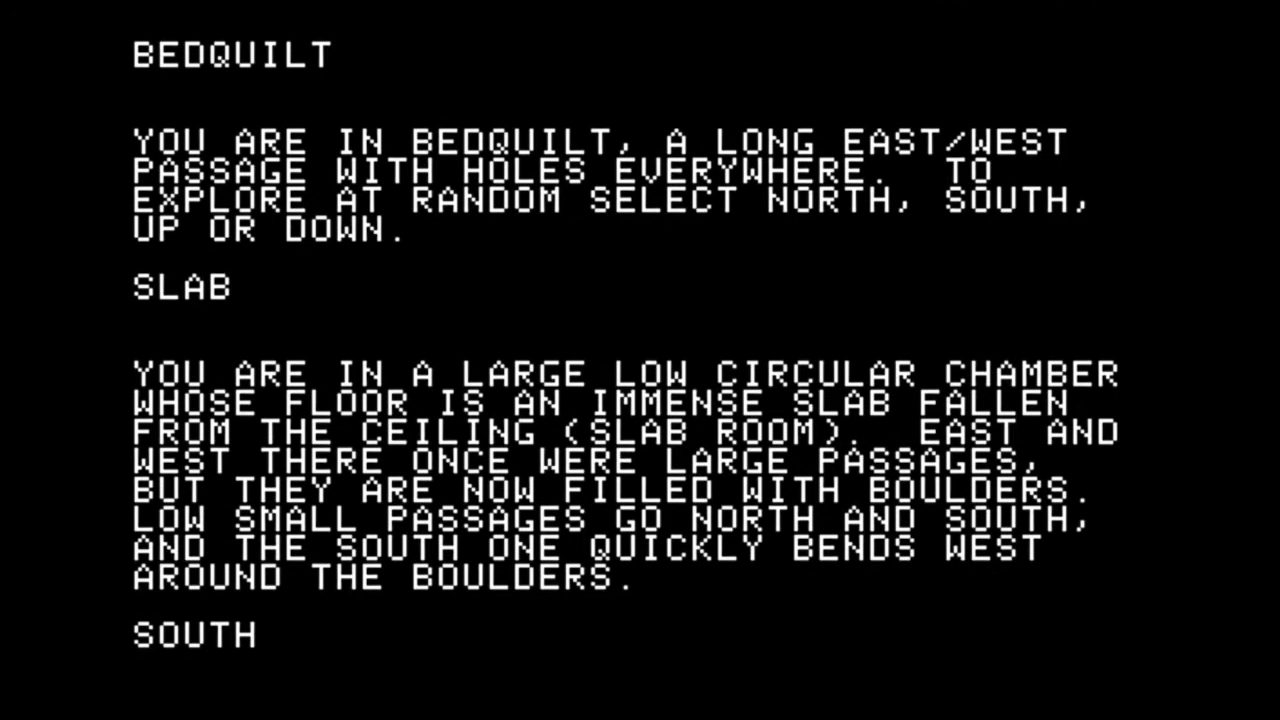 BEDQUILT
YOU ARE IN BEDQUILT, A LONG EAST/WEST
PASSAGE WITH HOLES EVERYWHERE.  TO
EXPLORE AT RANDOM SELECT NORTH, SOUTH,
UP OR DOWN.
SLAB
YOU ARE IN A LARGE LOW CIRCULAR CHAMBER
WHOSE FLOOR IS AN IMMENSE SLAB FALLEN
FROM THE CEILING (SLAB ROOM).  EAST AND
WEST THERE ONCE WERE LARGE PASSAGES,
BUT THEY ARE NOW FILLED WITH BOULDERS.
LOW SMALL PASSAGES GO NORTH AND SOUTH,
AND THE SOUTH ONE QUICKLY BENDS WEST
AROUND THE BOULDERS.
SOUTH